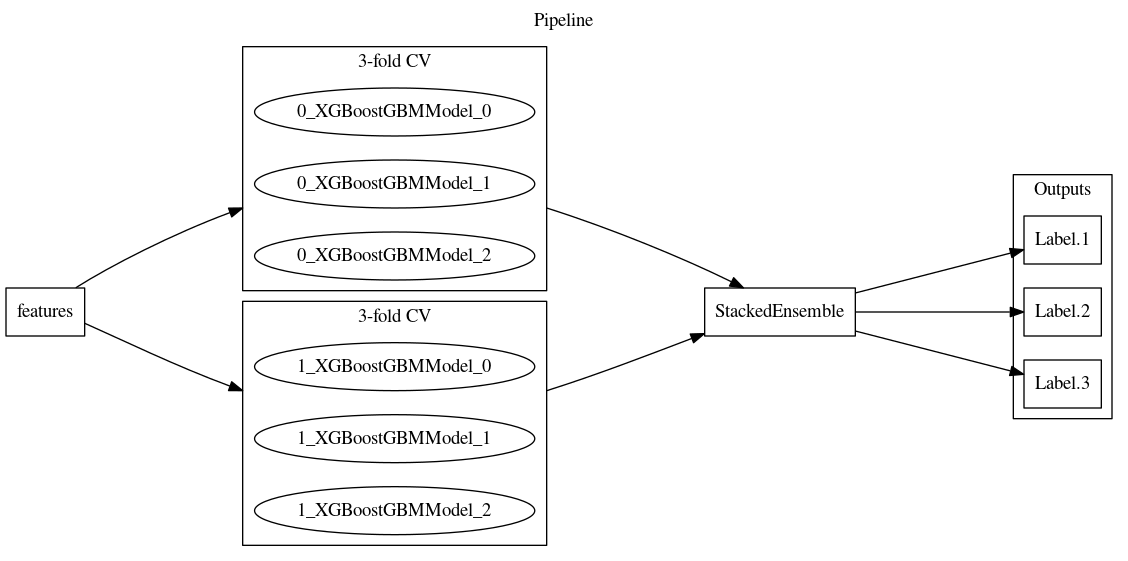 Pipeline
features
3-fold CV
0_XGBoostGBMModel_0
0_XGBoostGBMModel_1
0_XGBoostGBMModel_2
3-fold CV
1_XGBoostGBMModel_0
1_XGBoostGBMModel_1
1_XGBoostGBMModel_2
StackedEnsemble
Outputs
Label.1
Label.2
Label.3